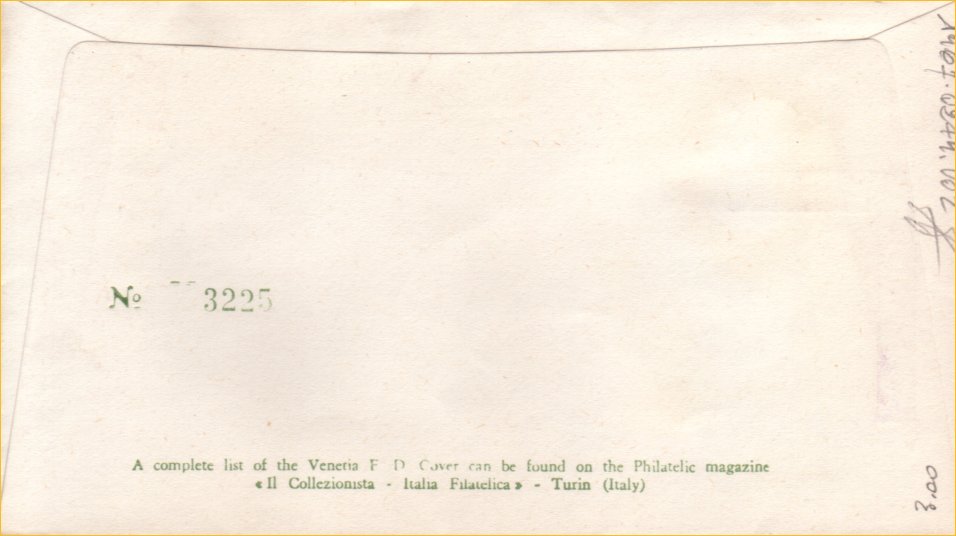 Nº 3225
A complete list of the Venetia F. D. Cover can be found on the Philatelic magazine
«Il Collezionista - Italia Filatelica» - Turin (Italy)
3,00